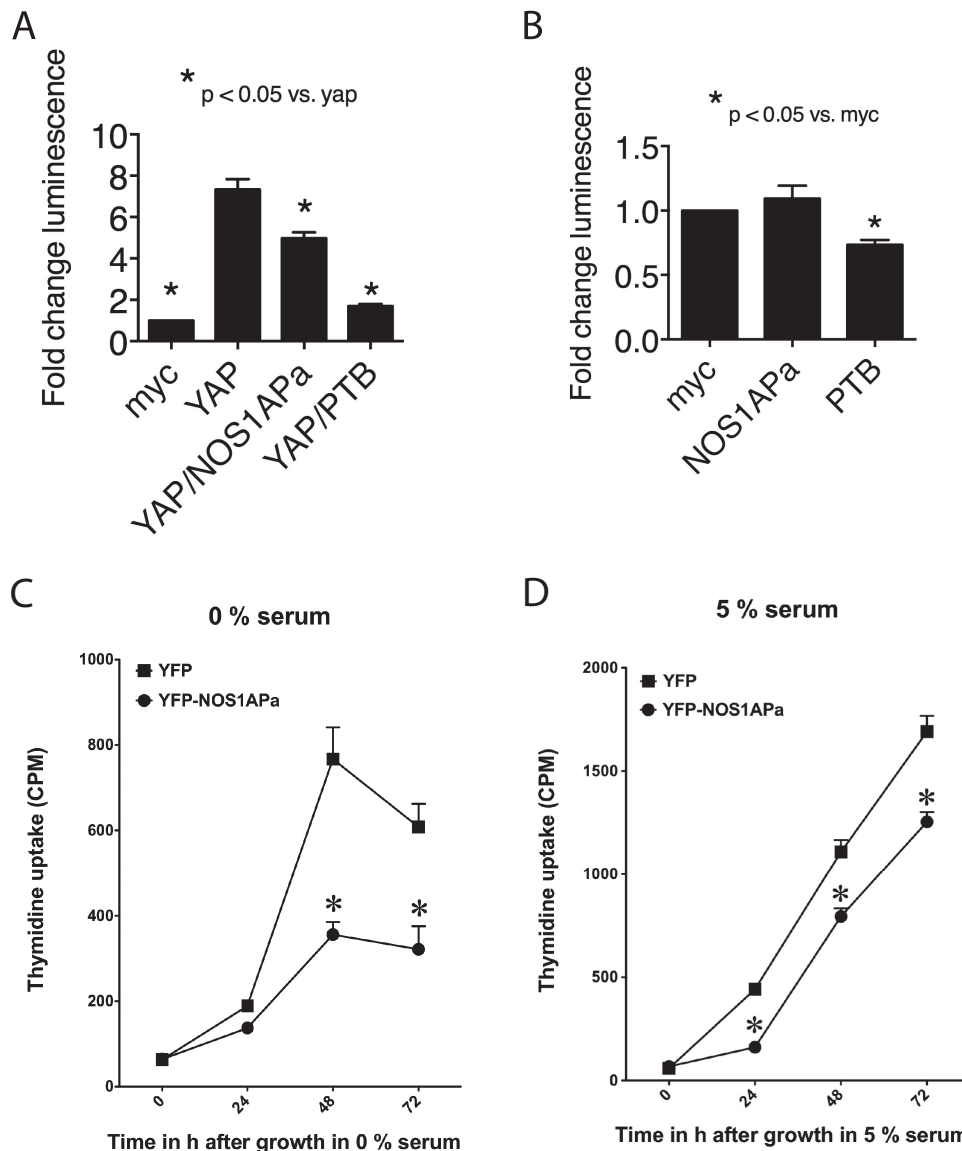 A
* p < 0.05 vs. yap
Fold change luminescence
10
8
6
4
2
0
*
*
*
myc
YAP
YAP/NOS1APa
YAP/PTB
B
* p < 0.05 vs. myc
Fold change luminescence
1.5
1.0
0.5
0.0
*
myc
NOS1APa
PTB
C
0 % serum
YFP
YFP-NOS1APa
Thymidine uptake (CPM)
1000
800
600
400
200
0
*
*
0
24
48
72
Time in h after growth in 0 % serum
D
5 % serum
YFP
YFP-NOS1APa
Thymidine uptake (CPM)
2000
1500
1000
500
0
*
*
*
0
24
48
72
Time in h after growth in 5 % serum